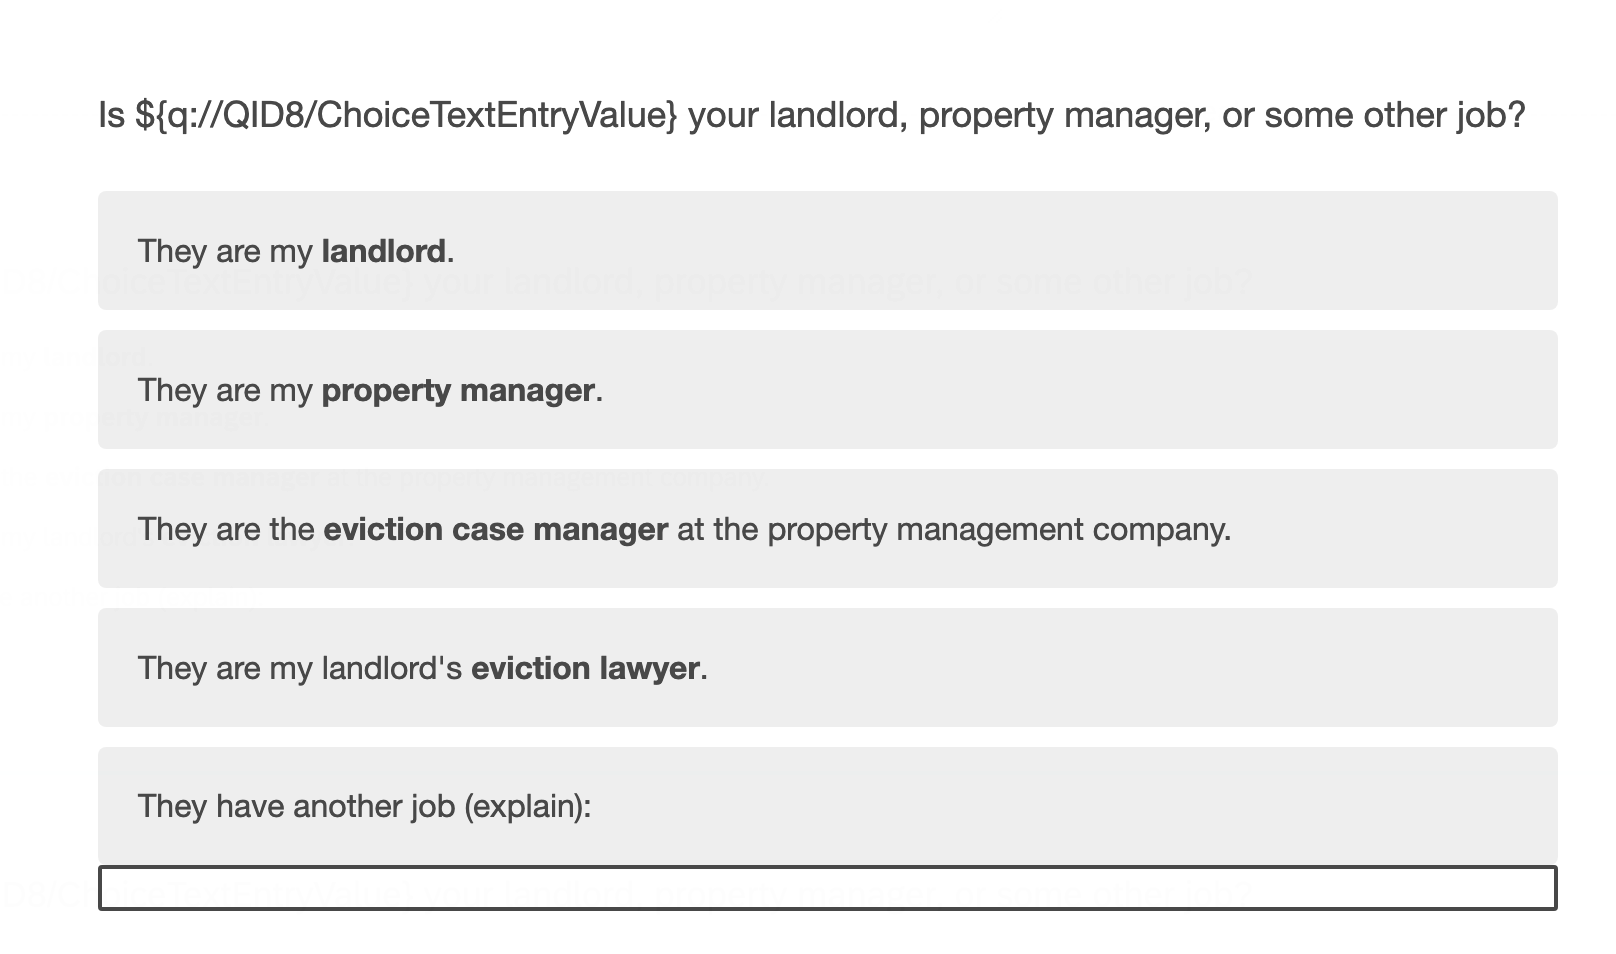 Is ${q://QID8/ChoiceTextEntryValue} your landlord, property manager, or some other job?
They are my landlord.
They are my property manager.
They are the eviction case manager at the property management company.
They are my landlord's eviction lawyer.
They have another job (explain):